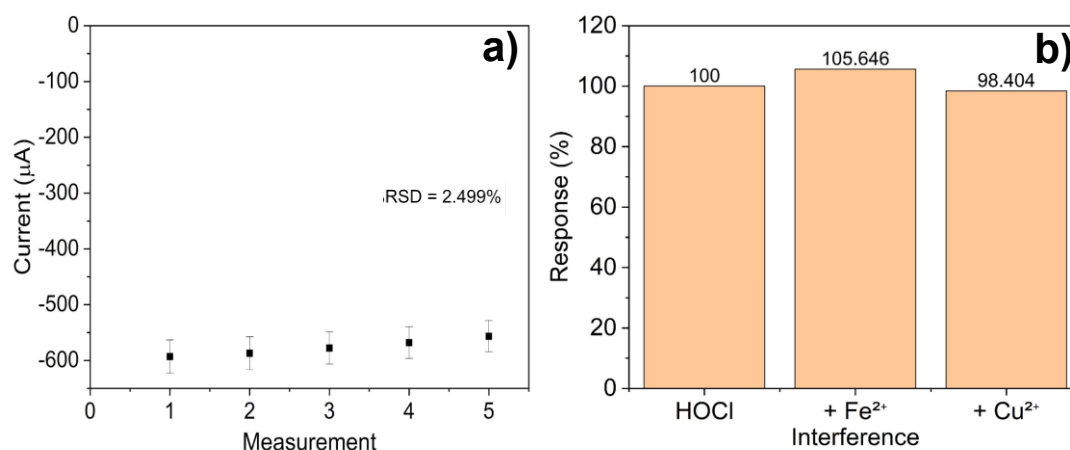 a)
0
-100
-200
-300
-400
-500
-600
Current (μA)
RSD = 2.499%
0 1 2 3 4 5
Measurement
b)
120
100
80
60
40
20
0
Response (%)
100
105.646
98.404
HOCl + Fe²⁺ + Cu²⁺
Interference